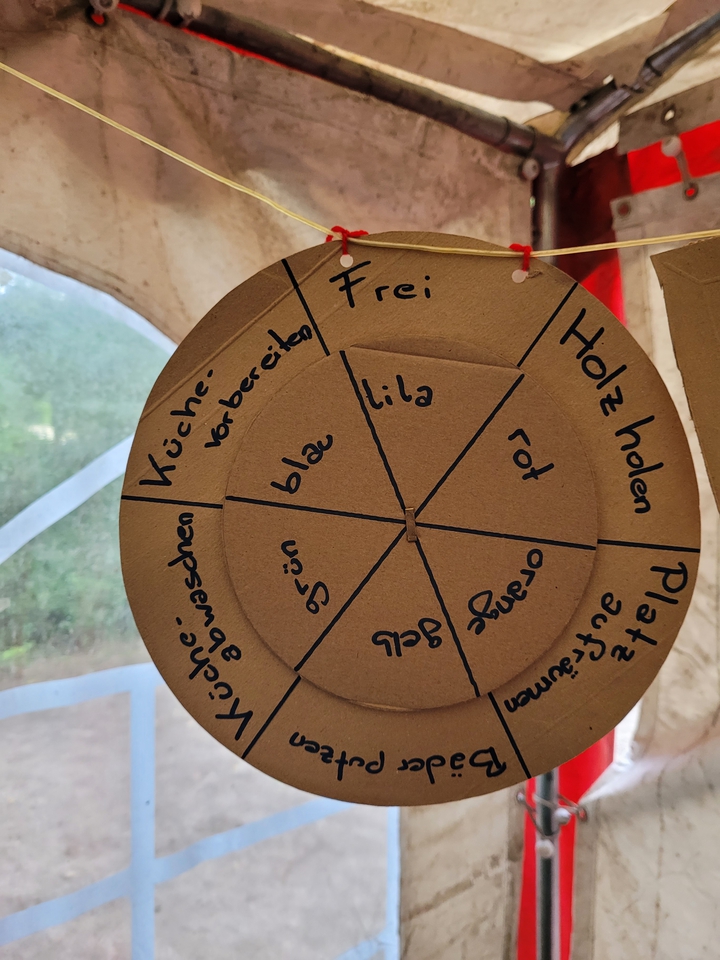 Frei
Holz holen
Platz
aufräumen
Bäder putzen
Küche-
abwaschen
Küche-
vorbereiten
lila
rot
orange
gelb
grün
blau